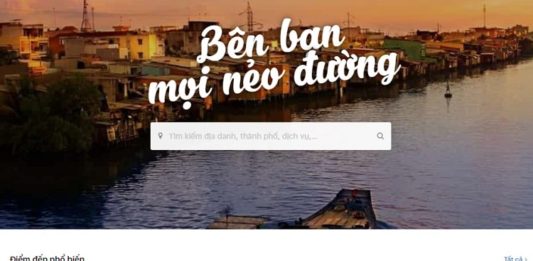 Bên bạn
mọi nẻo đường
Tìm kiếm địa danh, thành phố, dịch vụ,...
Điểm đến phổ biến
Tất cả